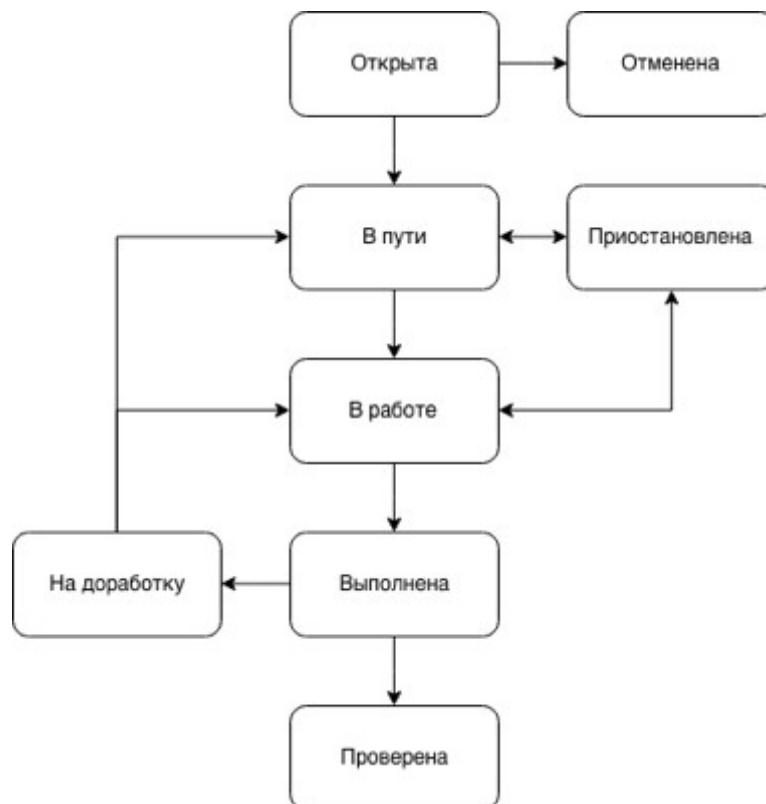 Открыта
Отменена
В пути
Приостановлена
В работе
На доработку
Выполнена
Проверена